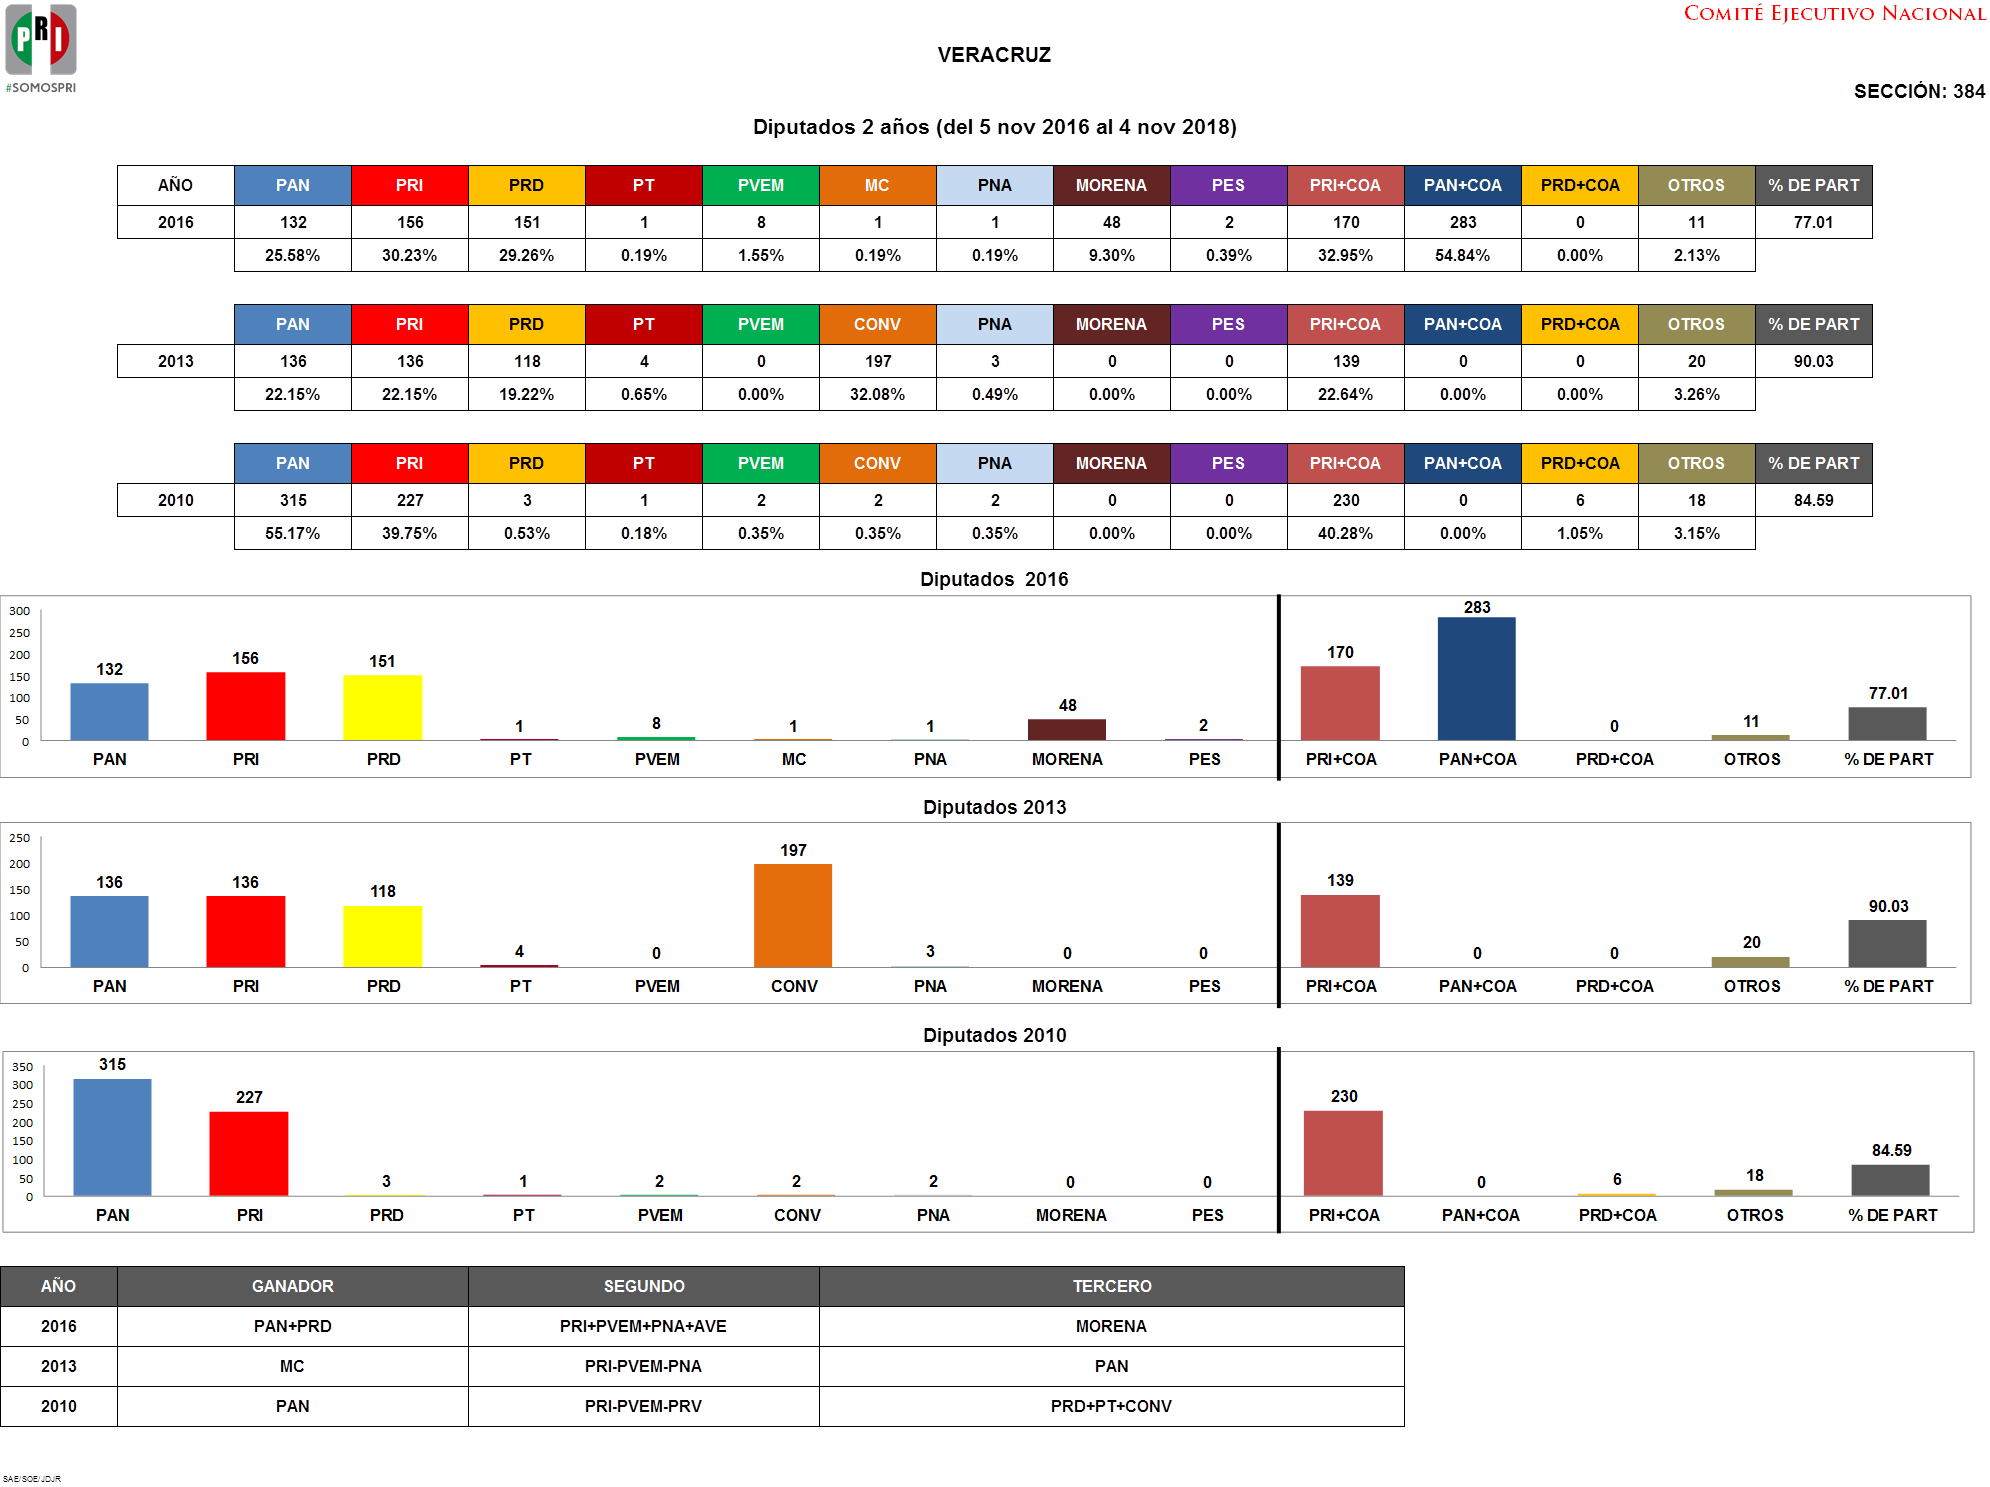 COMITÉ EJECUTIVO NACIONAL
PRI
#SOMOSPRI
VERACRUZ
SECCIÓN: 384
Diputados 2 años (del 5 nov 2016 al 4 nov 2018)
AÑO PAN PRI PRD PT PVEM MC PNA MORENA PES PRI+COA PAN+COA PRD+COA OTROS % DE PART
2016 132 156 151 1 8 1 1 48 2 170 283 0 11 77.01
25.58% 30.23% 29.26% 0.19% 1.55% 0.19% 0.19% 9.30% 0.39% 32.95% 54.84% 0.00% 2.13%
PAN PRI PRD PT PVEM CONV PNA MORENA PES PRI+COA PAN+COA PRD+COA OTROS % DE PART
2013 136 136 118 4 0 197 3 0 0 139 0 0 20 90.03
22.15% 22.15% 19.22% 0.65% 0.00% 32.08% 0.49% 0.00% 0.00% 22.64% 0.00% 0.00% 3.26%
PAN PRI PRD PT PVEM CONV PNA MORENA PES PRI+COA PAN+COA PRD+COA OTROS % DE PART
2010 315 227 3 1 2 2 2 0 0 230 0 6 18 84.59
55.17% 39.75% 0.53% 0.18% 0.35% 0.35% 0.35% 0.00% 0.00% 40.28% 0.00% 1.05% 3.15%
Diputados 2016
300
250
200
150
100
50
0
132 156 151 1 8 1 1 48 2 170 283 0 11 77.01
PAN PRI PRD PT PVEM MC PNA MORENA PES PRI+COA PAN+COA PRD+COA OTROS % DE PART
Diputados 2013
250
200
150
100
50
0
136 136 118 4 0 197 3 0 0 139 0 0 20 90.03
PAN PRI PRD PT PVEM CONV PNA MORENA PES PRI+COA PAN+COA PRD+COA OTROS % DE PART
Diputados 2010
350
300
250
200
150
100
50
0
315 227 3 1 2 2 2 0 0 230 0 6 18 84.59
PAN PRI PRD PT PVEM CONV PNA MORENA PES PRI+COA PAN+COA PRD+COA OTROS % DE PART
AÑO GANADOR SEGUNDO TERCERO
2016 PAN+PRD PRI+PVEM+PNA+AVE MORENA
2013 MC PRI-PVEM-PNA PAN
2010 PAN PRI-PVEM-PRV PRD+PT+CONV
SAE/SOE/JDJR